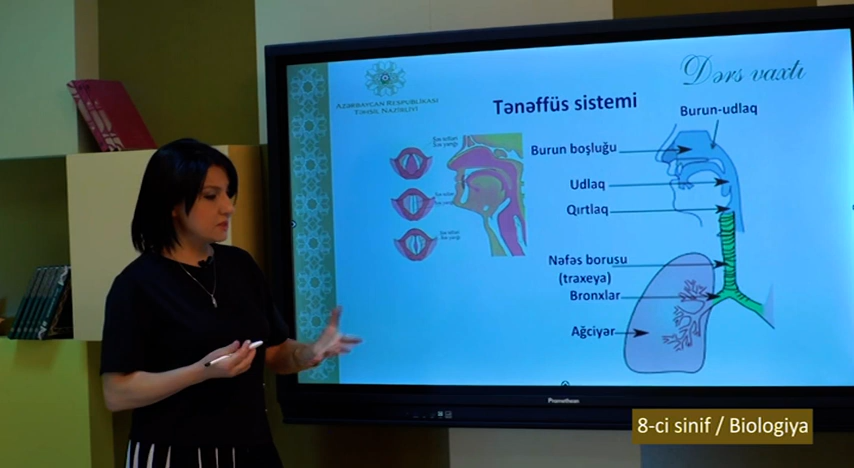 Dərs vaxtı
AZƏRBAYCAN RESPUBLİKASI
TƏHSİL NAZİRLİYİ
Tənəffüs sistemi
Burun-udlaq
Burun boşluğu
Udlaq
Qırtlaq
Nəfəs borusu
(traxeya)
Bronxlar
Ağciyər
Promethean
8-ci sinif / Biologiya